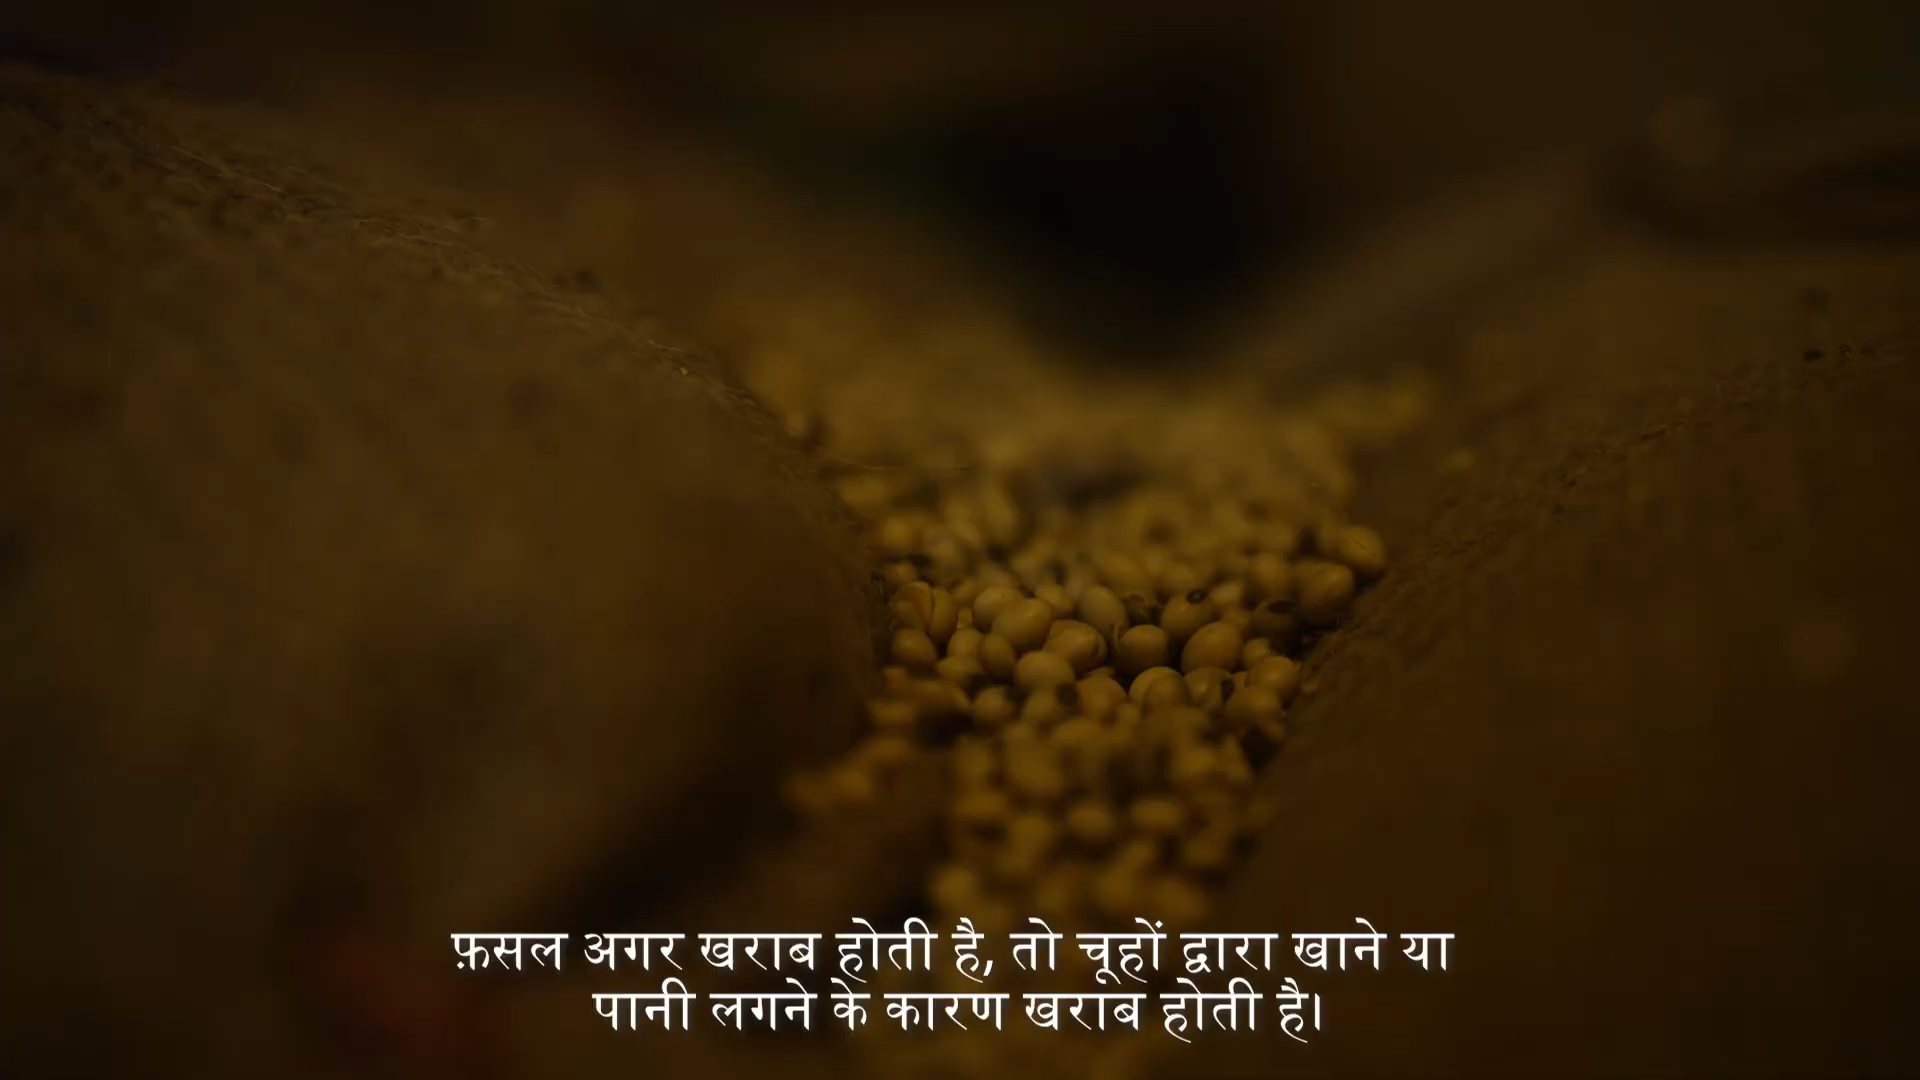 फ़सल अगर खराब होती है, तो चूहों द्वारा खाने या
पानी लगने के कारण खराब होती है।